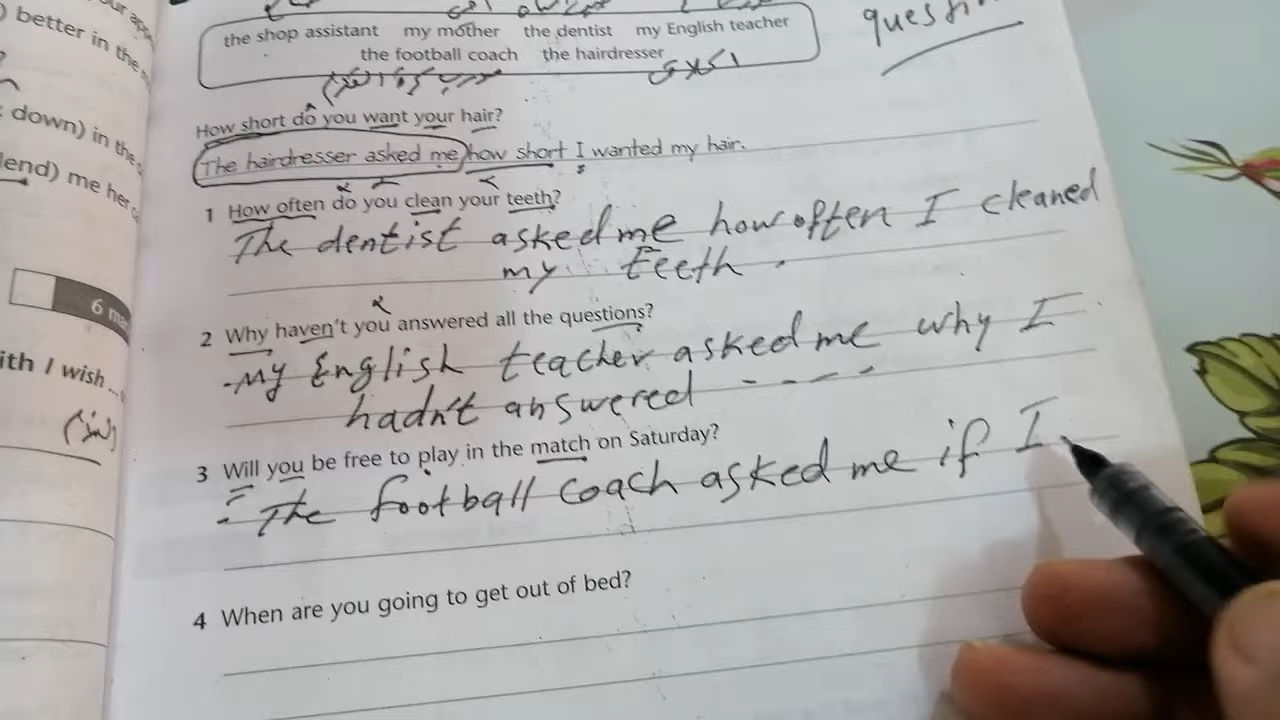 better in the
down) in the
lend) me her
6 ma
ith I wish ...
the shop assistant my mother the dentist my English teacher
the football coach the hairdresser
questi
How short do you want your hair?
The hairdresser asked me how short I wanted my hair.
1 How often do you clean your teeth?
The dentist asked me how often I cleaned
my teeth.
2 Why haven't you answered all the questions?
-My English teacher asked me why I
hadn't answered - - - -
3 Will you be free to play in the match on Saturday?
- The football coach asked me if I
4 When are you going to get out of bed?